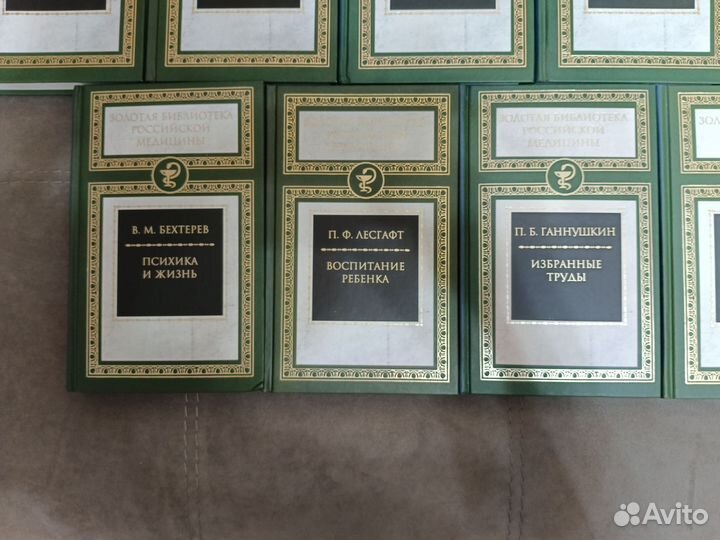 ЗОЛОТАЯ БИБЛИОТЕКА
РОССИЙСКОЙ
МЕДИЦИНЫ
В. М. БЕХТЕРЕВ
ПСИХИКА
И ЖИЗНЬ
П. Ф. ЛЕСГАФТ
ВОСПИТАНИЕ
РЕБЕНКА
ЗОЛОТАЯ БИБЛИОТЕКА
РОССИЙСКОЙ
МЕДИЦИНЫ
П. Б. ГАННУШКИН
ИЗБРАННЫЕ
ТРУДЫ
Avito